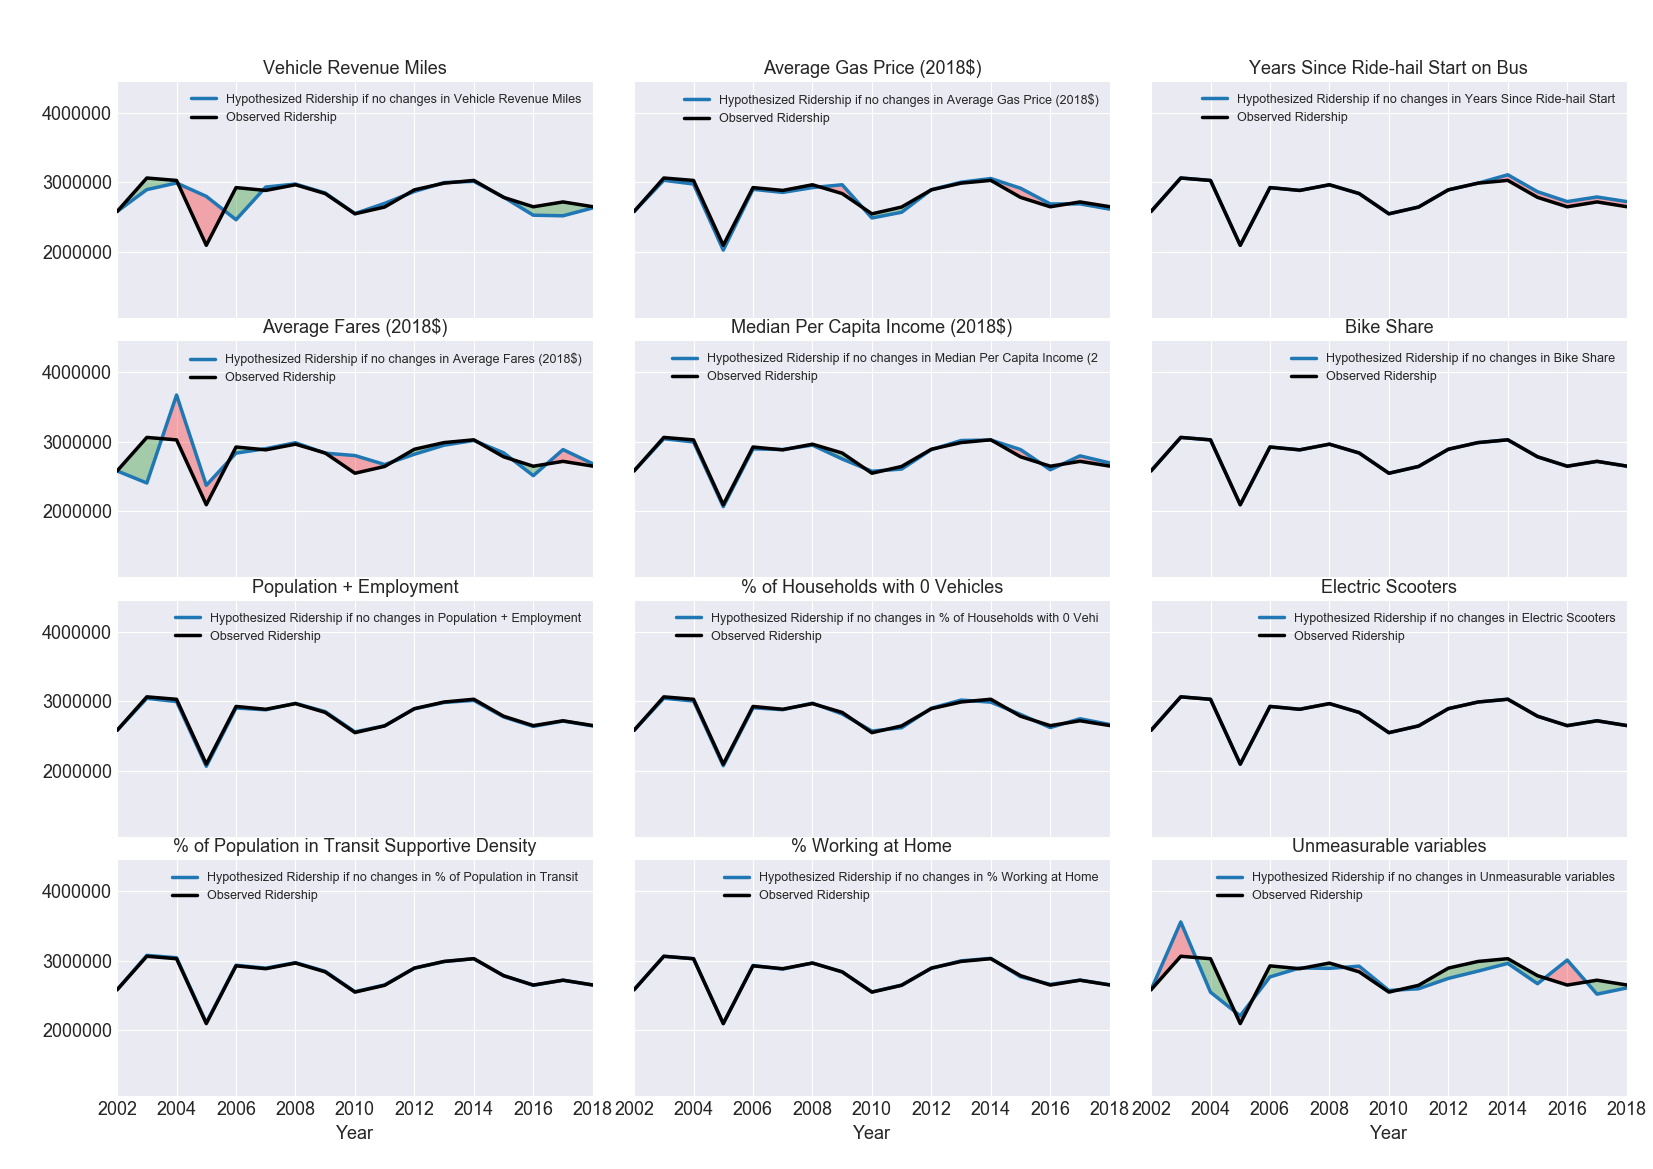 Vehicle Revenue Miles
Hypothesized Ridership if no changes in Vehicle Revenue Miles
Observed Ridership
4000000
3000000
2000000
Average Gas Price (2018$)
Hypothesized Ridership if no changes in Average Gas Price (2018$)
Observed Ridership
Years Since Ride-hail Start on Bus
Hypothesized Ridership if no changes in Years Since Ride-hail Start
Observed Ridership
Average Fares (2018$)
Hypothesized Ridership if no changes in Average Fares (2018$)
Observed Ridership
4000000
3000000
2000000
Median Per Capita Income (2018$)
Hypothesized Ridership if no changes in Median Per Capita Income (2
Observed Ridership
Bike Share
Hypothesized Ridership if no changes in Bike Share
Observed Ridership
Population + Employment
Hypothesized Ridership if no changes in Population + Employment
Observed Ridership
4000000
3000000
2000000
% of Households with 0 Vehicles
Hypothesized Ridership if no changes in % of Households with 0 Vehi
Observed Ridership
Electric Scooters
Hypothesized Ridership if no changes in Electric Scooters
Observed Ridership
% of Population in Transit Supportive Density
Hypothesized Ridership if no changes in % of Population in Transit
Observed Ridership
4000000
3000000
2000000
2002 2004 2006 2008 2010 2012 2014 2016 2018
Year
% Working at Home
Hypothesized Ridership if no changes in % Working at Home
Observed Ridership
2002 2004 2006 2008 2010 2012 2014 2016 2018
Year
Unmeasurable variables
Hypothesized Ridership if no changes in Unmeasurable variables
Observed Ridership
2002 2004 2006 2008 2010 2012 2014 2016 2018
Year